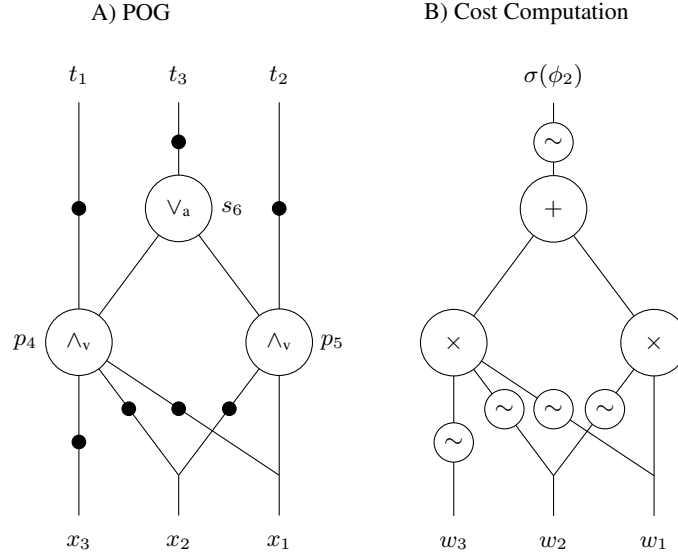 A) POG B) Cost Computation
t₁ t₃ t₂ σ(ϕ₂)
~
∨ₐ s₆ +
p₄ ∧ᵥ ∧ᵥ p₅ × ×
~ ~ ~
~
x₃ x₂ x₁ w₃ w₂ w₁